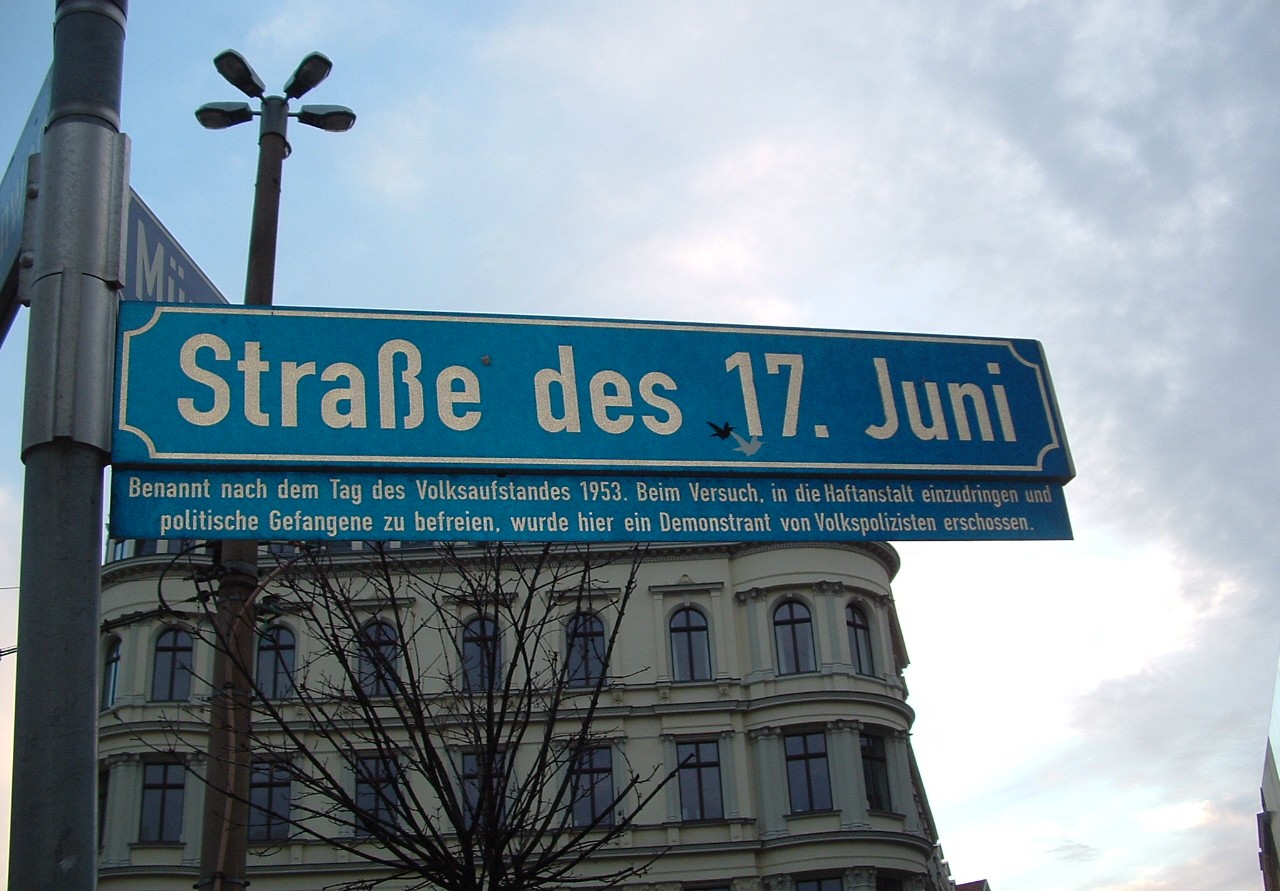 Straße des 17. Juni
Benannt nach dem Tag des Volksaufstandes 1953. Beim Versuch, in die Haftanstalt einzudringen und
politische Gefangene zu befreien, wurde hier ein Demonstrant von Volkspolizisten erschossen.